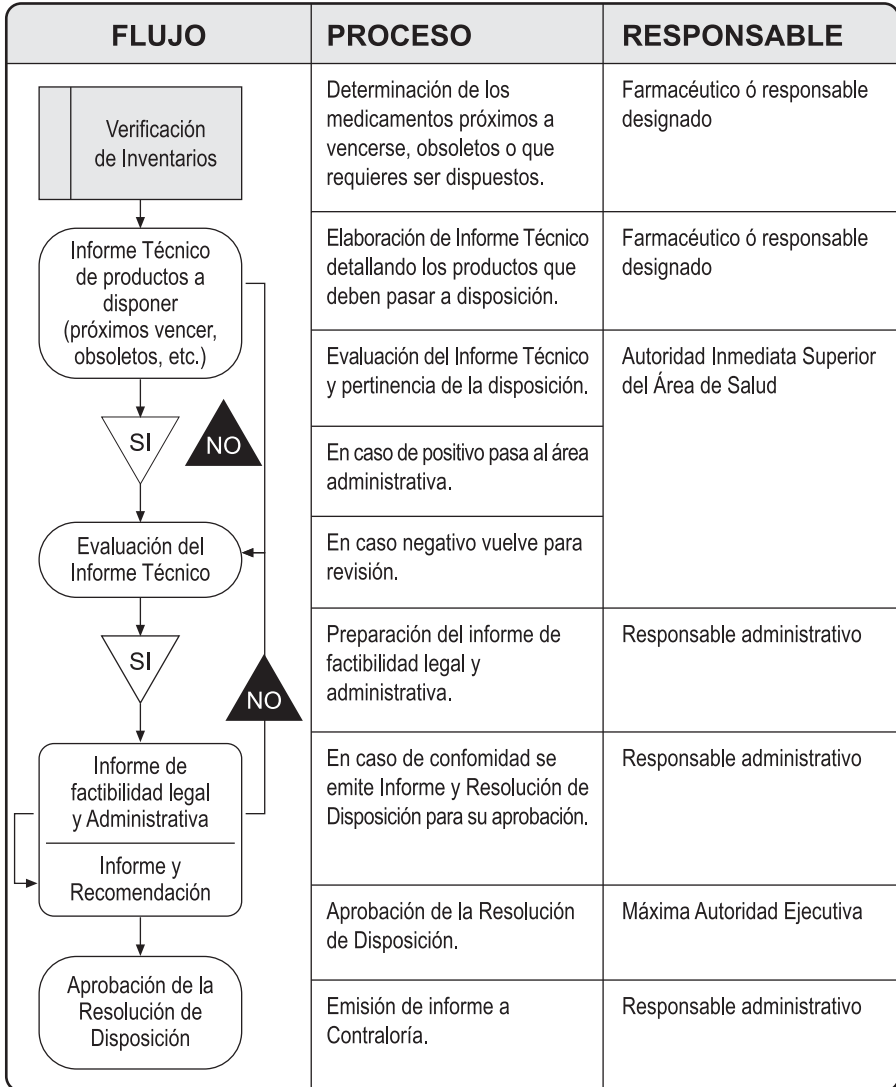 FLUJO
PROCESO
RESPONSABLE
Verificación
de Inventarios
Determinación de los
medicamentos próximos a
vencerse, obsoletos o que
requieres ser dispuestos.
Farmacéutico ó responsable
designado
Informe Técnico
de productos a
disponer
(próximos vencer,
obsoletos, etc.)
Elaboración de Informe Técnico
detallando los productos que
deben pasar a disposición.
Farmacéutico ó responsable
designado
Evaluación del Informe Técnico
y pertinencia de la disposición.
Autoridad Inmediata Superior
del Área de Salud
SI
NO
En caso de positivo pasa al área
administrativa.
Evaluación del
Informe Técnico
En caso negativo vuelve para
revisión.
SI
NO
Preparación del informe de
factibilidad legal y
administrativa.
Responsable administrativo
Informe de
factibilidad legal
y Administrativa
Informe y
Recomendación
En caso de confomidad se
emite Informe y Resolución de
Disposición para su aprobación.
Responsable administrativo
Aprobación de la Resolución
de Disposición.
Máxima Autoridad Ejecutiva
Aprobación de la
Resolución de
Disposición
Emisión de informe a
Contraloría.
Responsable administrativo